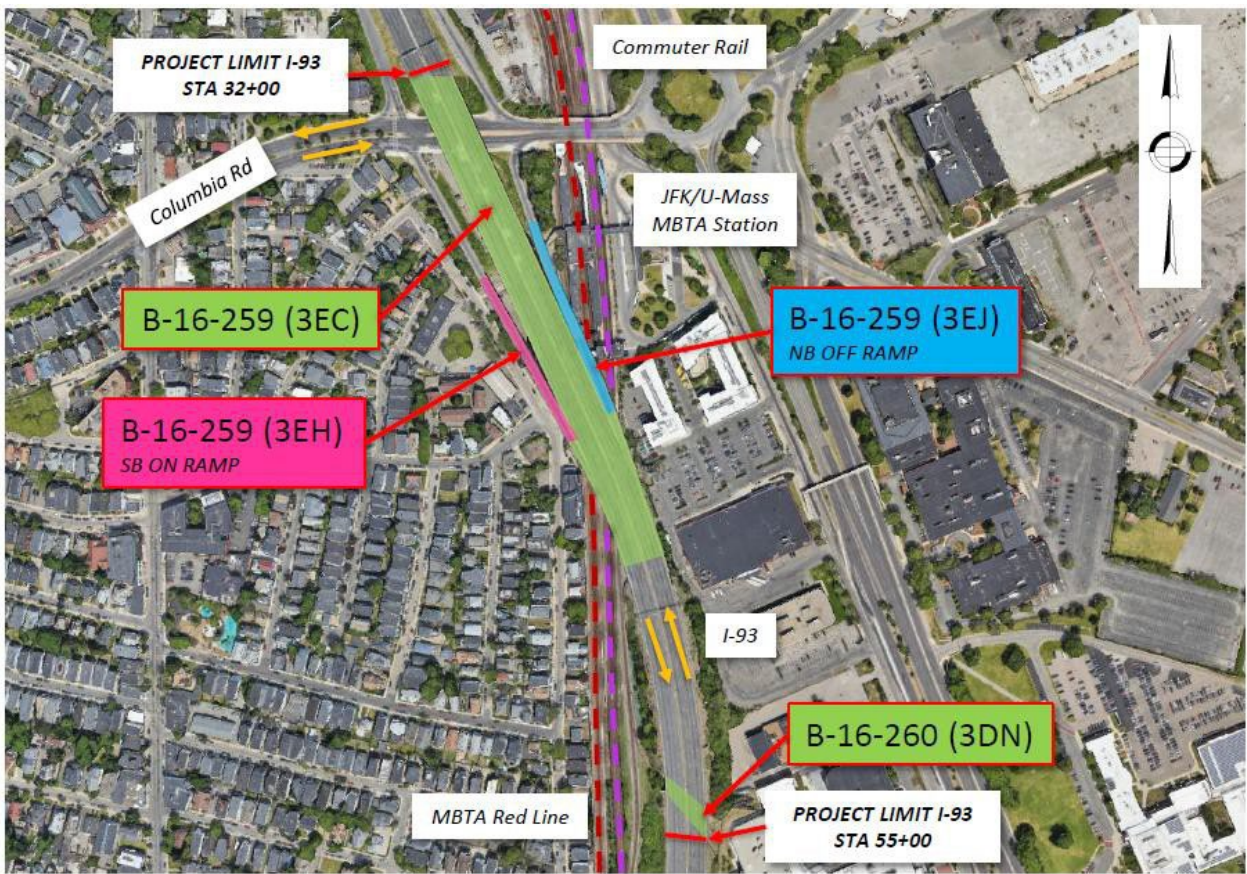 PROJECT LIMIT I-93
STA 32+00
Commuter Rail
Columbia Rd
JFK/U-Mass
MBTA Station
B-16-259 (3EC)
B-16-259 (3EJ)
NB OFF RAMP
B-16-259 (3EH)
SB ON RAMP
I-93
B-16-260 (3DN)
MBTA Red Line
PROJECT LIMIT I-93
STA 55+00